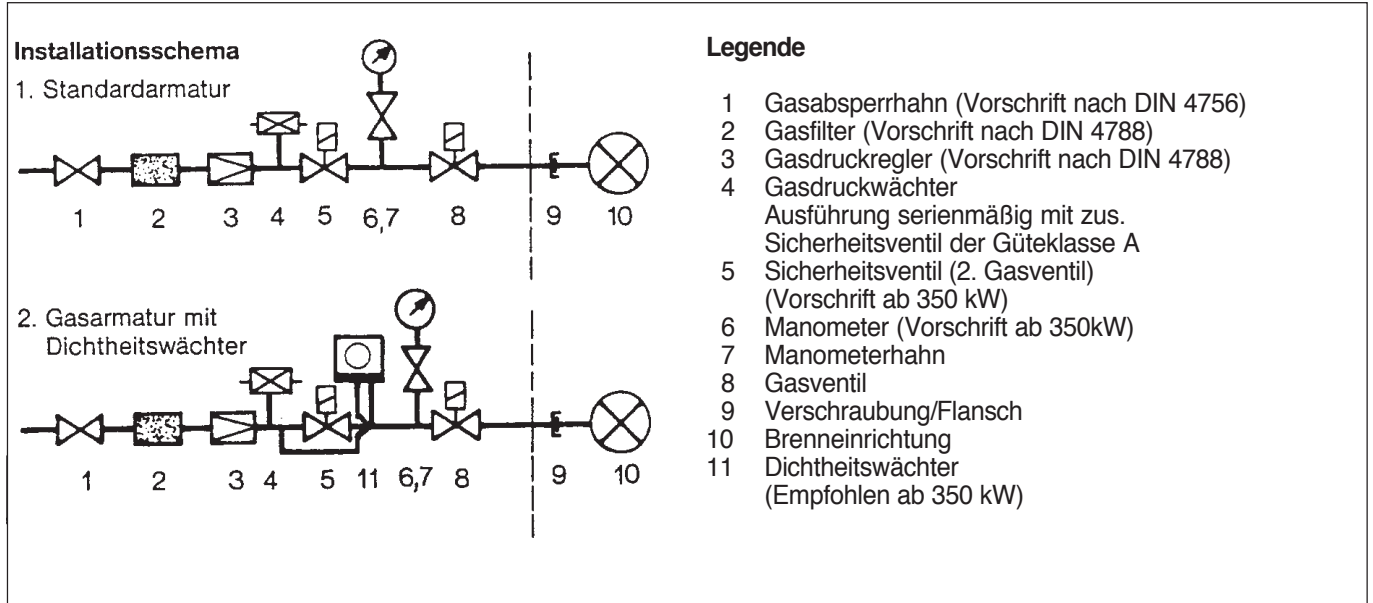 Installationsschema
1. Standardarmatur
1 2 3 4 5 6,7 8 9 10
2. Gasarmatur mit
Dichtheitswächter
1 2 3 4 5 11 6,7 8 9 10
Legende
1 Gasabsperrhahn (Vorschrift nach DIN 4756)
2 Gasfilter (Vorschrift nach DIN 4788)
3 Gasdruckregler (Vorschrift nach DIN 4788)
4 Gasdruckwächter
Ausführung serienmäßig mit zus.
Sicherheitsventil der Güteklasse A
5 Sicherheitsventil (2. Gasventil)
(Vorschrift ab 350 kW)
6 Manometer (Vorschrift ab 350kW)
7 Manometerhahn
8 Gasventil
9 Verschraubung/Flansch
10 Brenneinrichtung
11 Dichtheitswächter
(Empfohlen ab 350 kW)